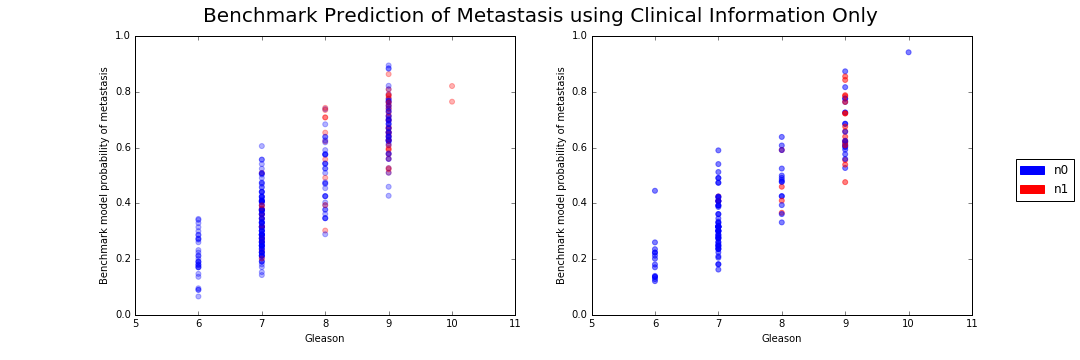 Benchmark Prediction of Metastasis using Clinical Information Only
Benchmark model probability of metastasis
1.0
0.8
0.6
0.4
0.2
0.0
5 6 7 8 9 10 11
Gleason
Benchmark model probability of metastasis
1.0
0.8
0.6
0.4
0.2
0.0
5 6 7 8 9 10 11
Gleason
n0
n1